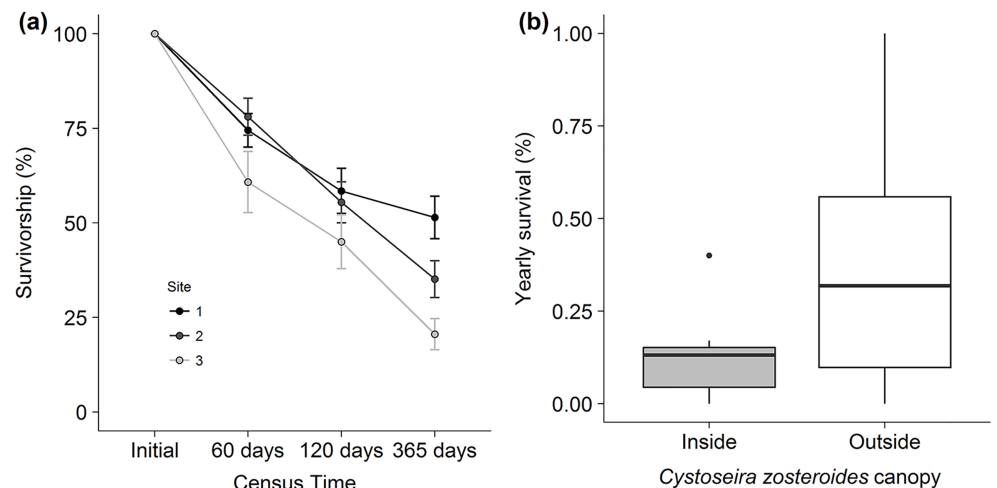 (a)
100
75
50
25
0
Survivorship (%)
Site
1
2
3
Initial 60 days 120 days 365 days
Census Time
(b)
1.00
0.75
0.50
0.25
0.00
Yearly survival (%)
Inside Outside
Cystoseira zosteroides canopy